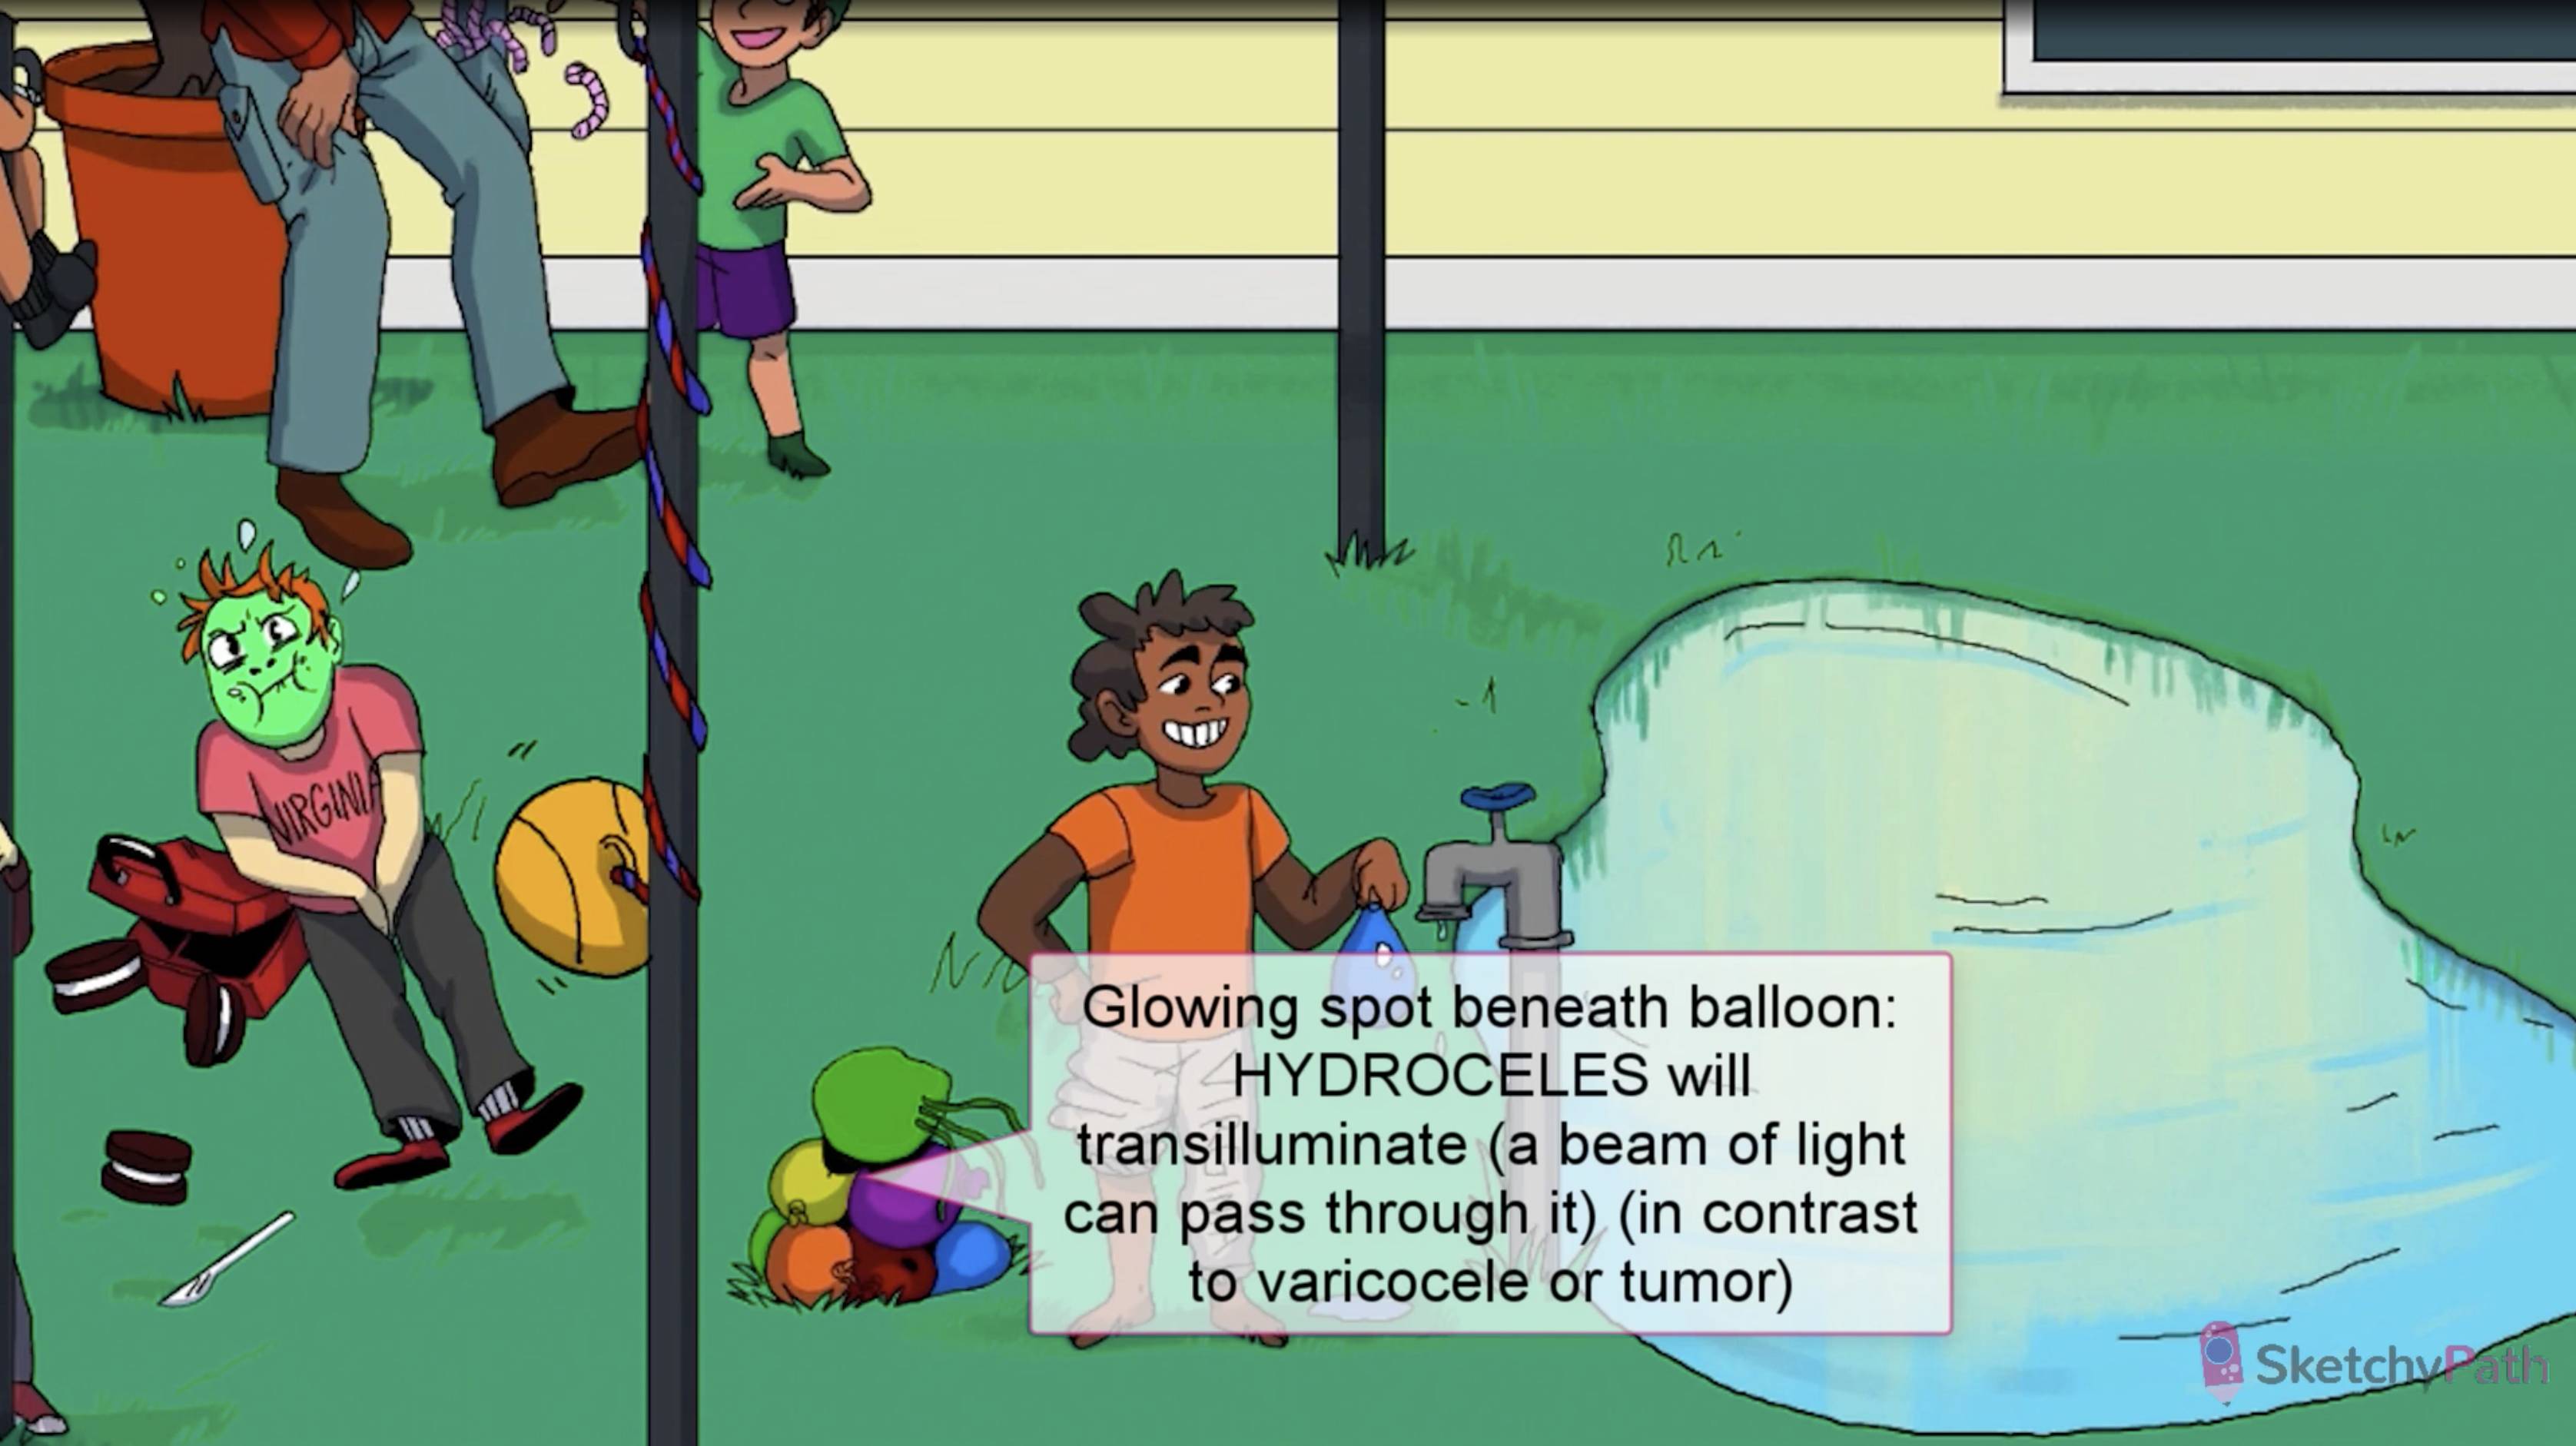 VIRGINI
Glowing spot beneath balloon:
HYDROCELES will
transilluminate (a beam of light
can pass through it) (in contrast
to varicocele or tumor)
SketchyPath